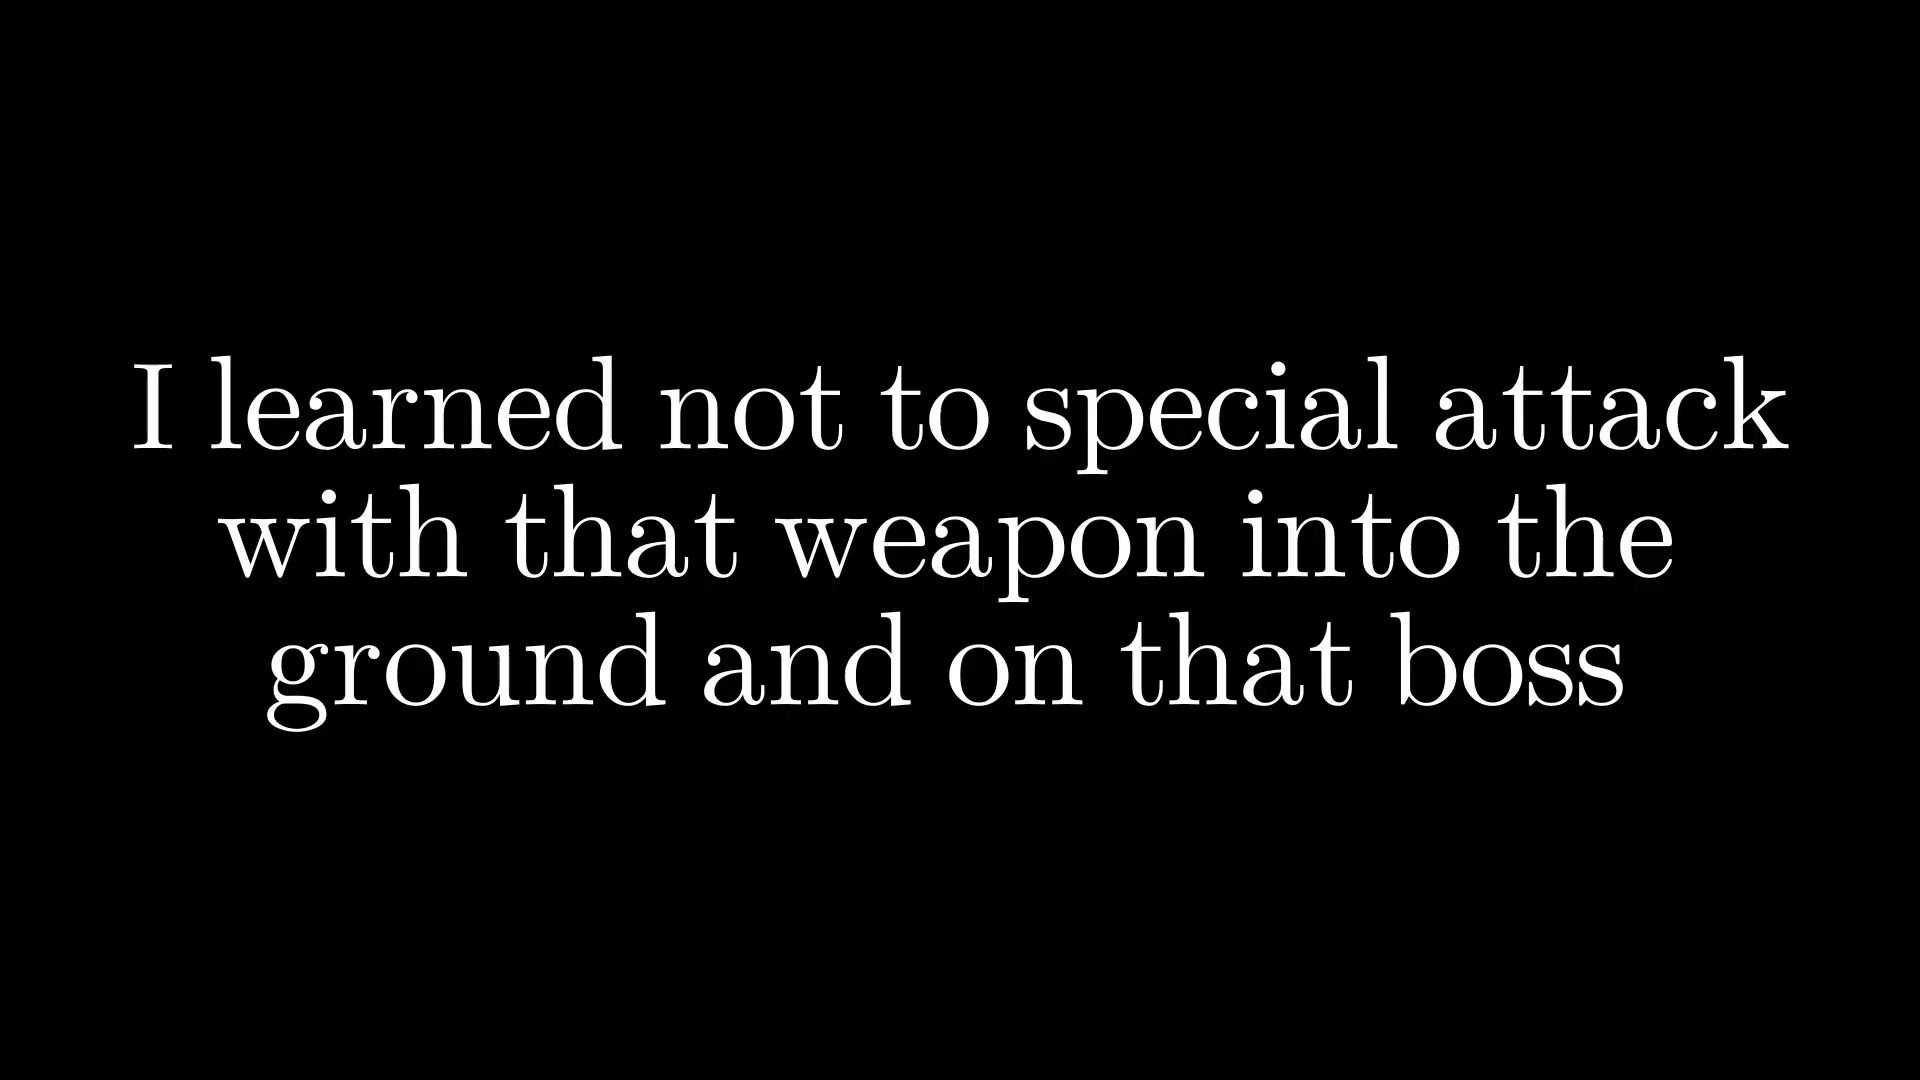 I learned not to special attack
with that weapon into the
ground and on that boss